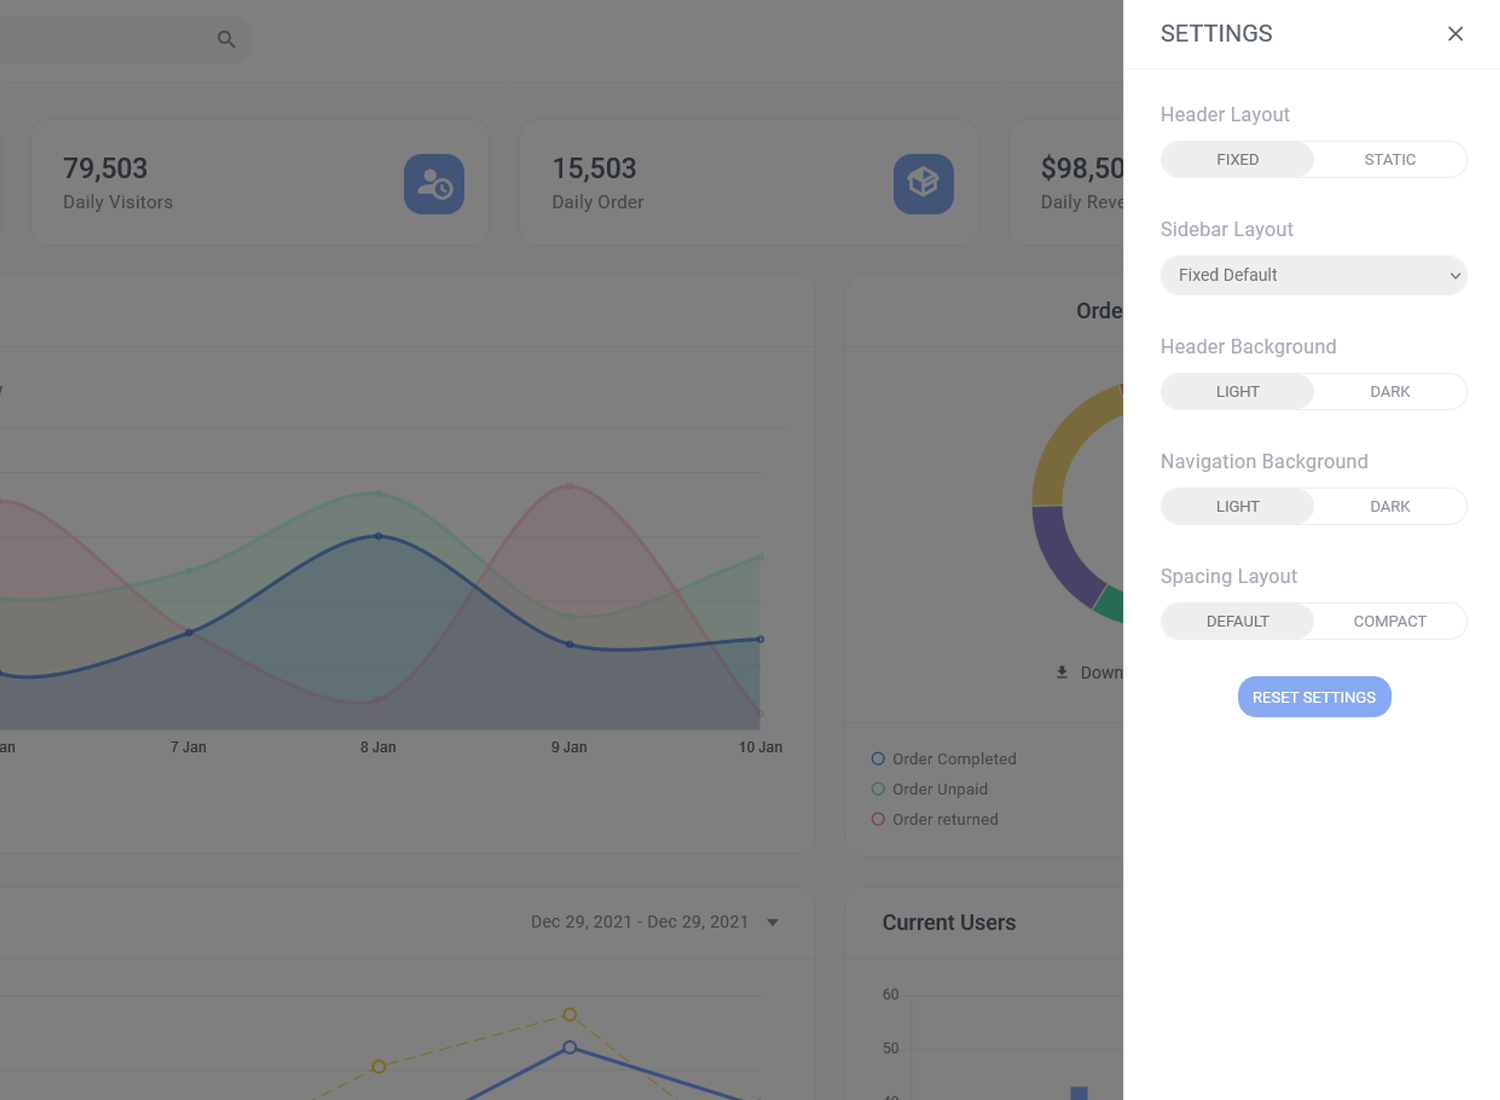 SETTINGS
Header Layout
FIXED STATIC
Sidebar Layout
Fixed Default
Header Background
LIGHT DARK
Navigation Background
LIGHT DARK
Spacing Layout
DEFAULT COMPACT
RESET SETTINGS
79,503
Daily Visitors
15,503
Daily Order
$98,50
Daily Reve
Orde
7 Jan 8 Jan 9 Jan 10 Jan
Down
Order Completed
Order Unpaid
Order returned
Dec 29, 2021 - Dec 29, 2021
Current Users
60
50